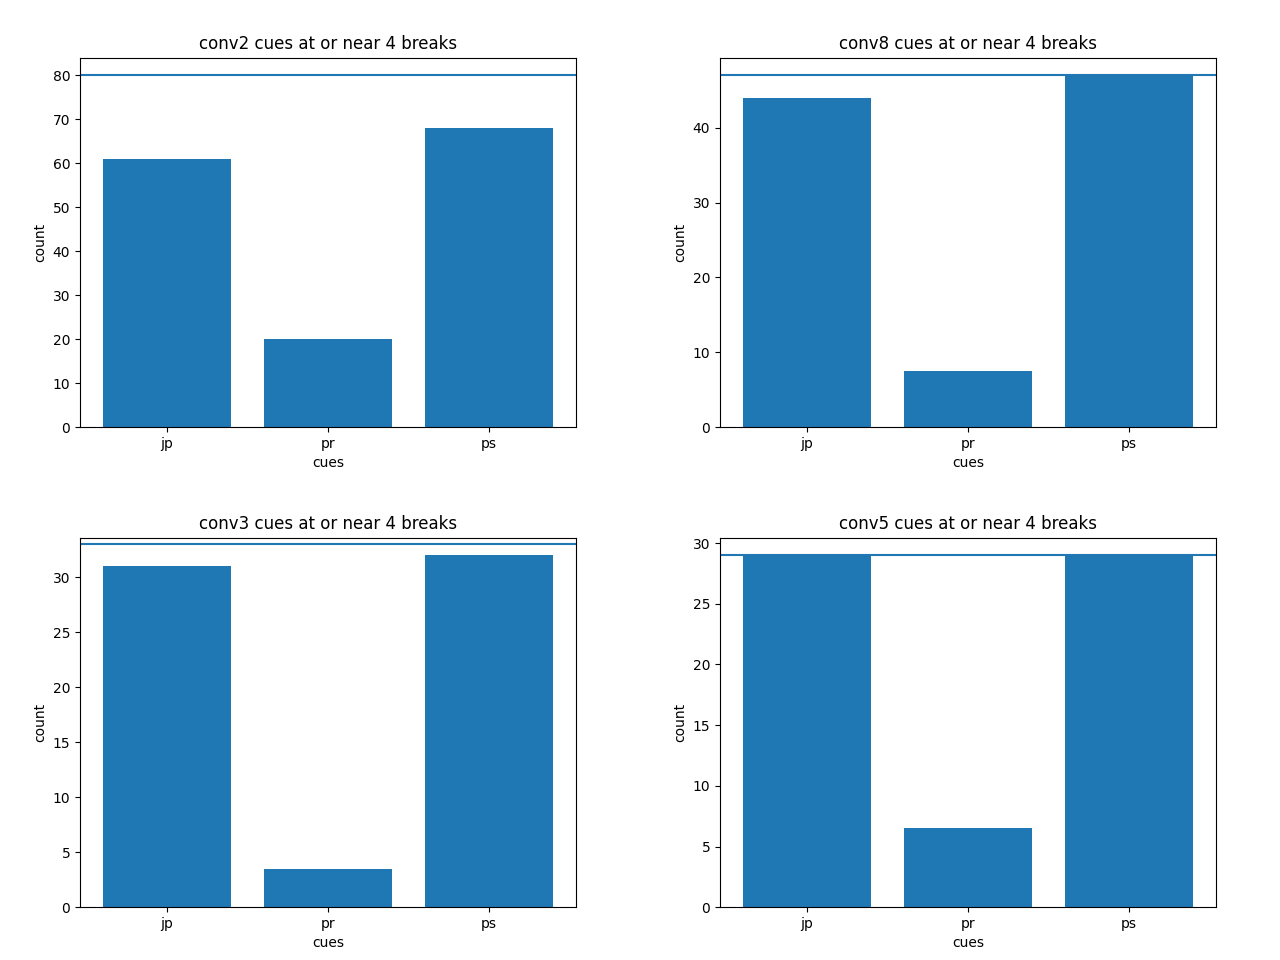 conv2 cues at or near 4 breaks
80
70
60
50
40
30
20
10
0
count
jp pr ps
cues
conv8 cues at or near 4 breaks
40
30
20
10
0
count
jp pr ps
cues
conv3 cues at or near 4 breaks
30
25
20
15
10
5
0
count
jp pr ps
cues
conv5 cues at or near 4 breaks
30
25
20
15
10
5
0
count
jp pr ps
cues